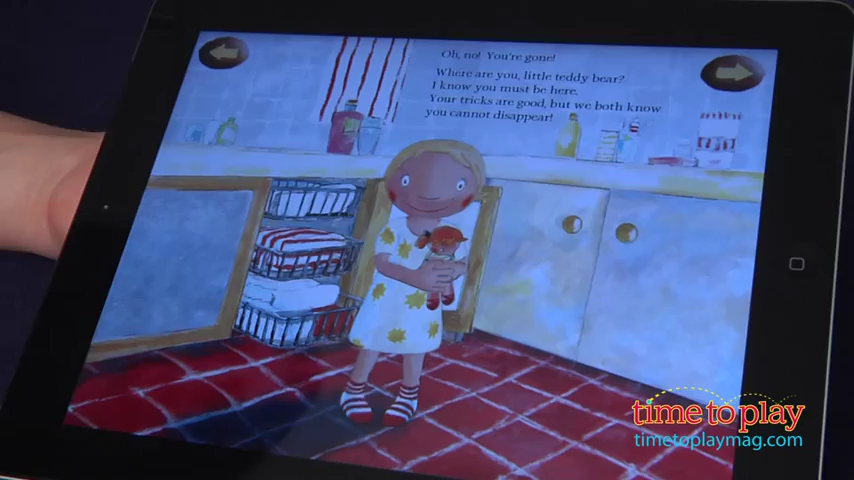 Oh, no! You're gone!
Where are you, little teddy bear?
I know you must be here.
Your tricks are good, but we both know
you cannot disappear!
time to play
timetoplaymag.com